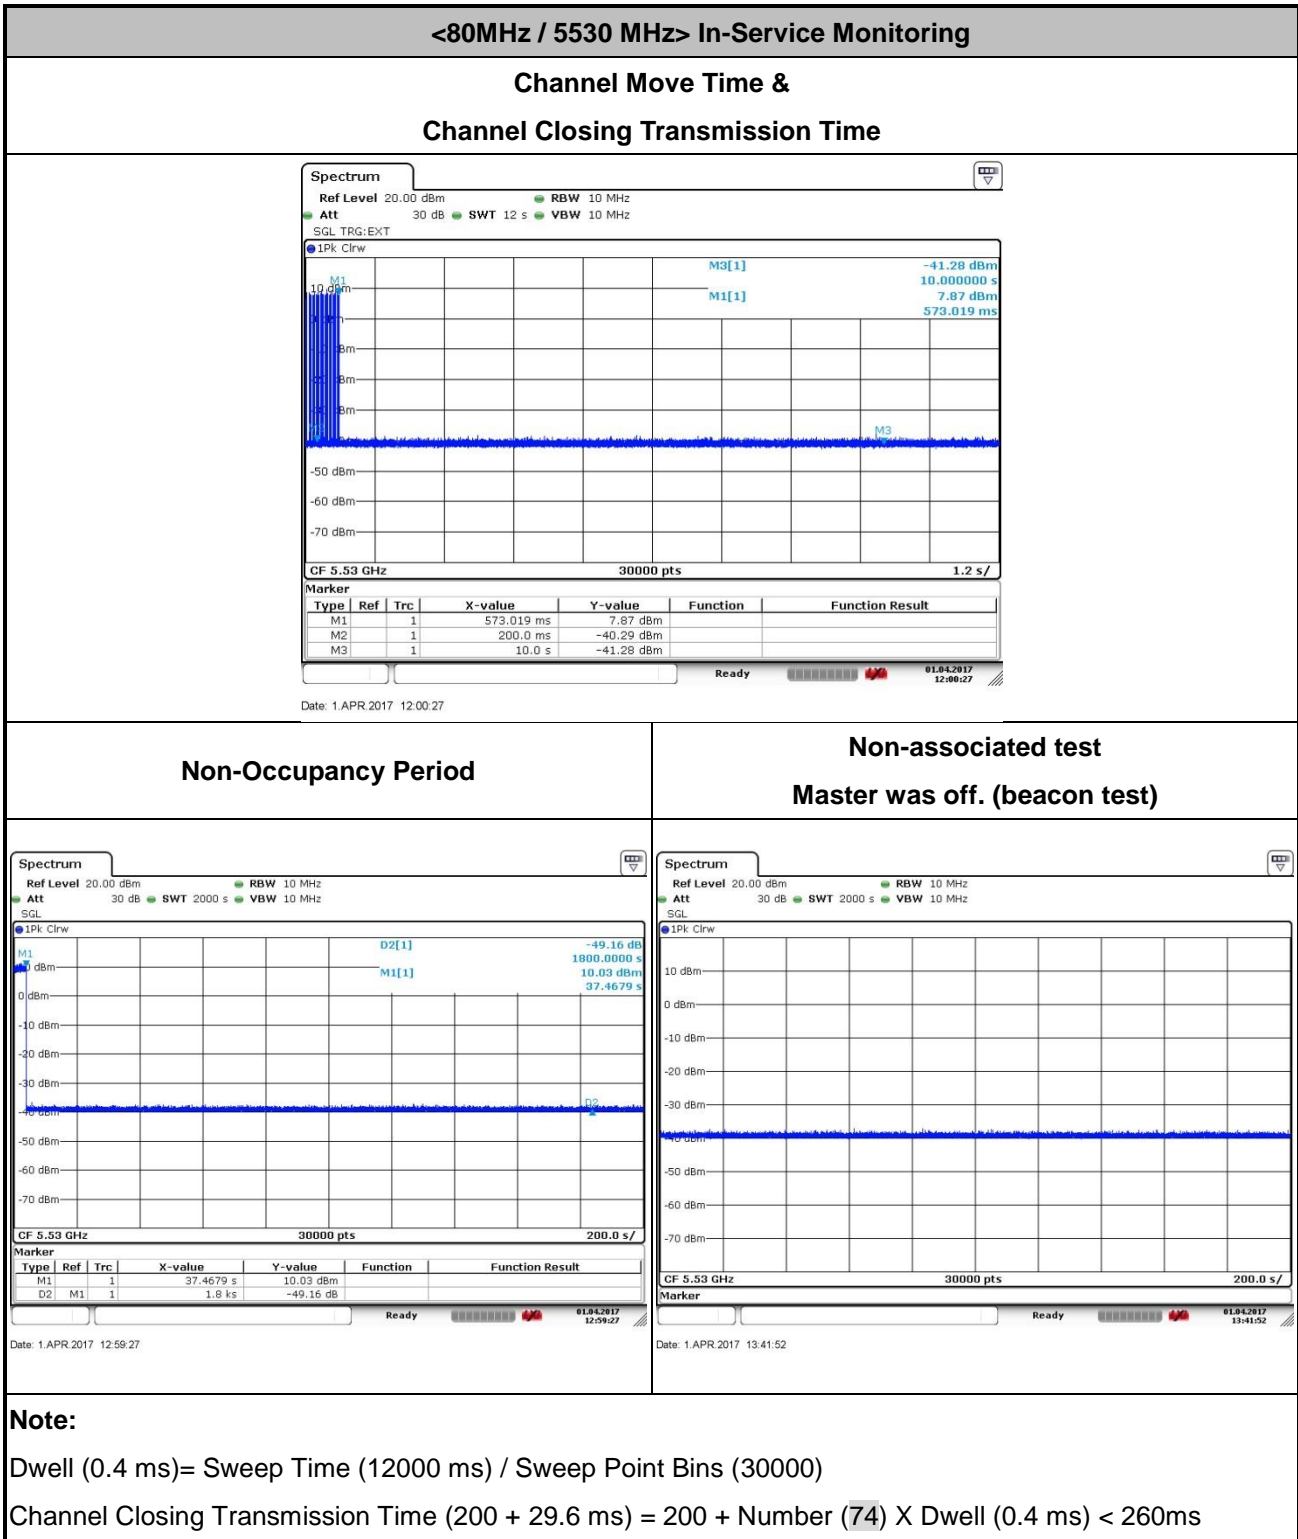 <80MHz / 5530 MHz> In-Service Monitoring
Channel Move Time &
Channel Closing Transmission Time
Spectrum
Ref Level 20.00 dBm RBW 10 MHz
Att 30 dB SWT 12 s VBW 10 MHz
SGL TRG:EXT
1Pk Clrw
M3[1] -41.28 dBm
10.000000 s
M1[1] 7.87 dBm
573.019 ms
M1
10 dBm
M3
-50 dBm
-60 dBm
-70 dBm
CF 5.53 GHz 30000 pts 1.2 s/
Marker
Type Ref Trc X-value Y-value Function Function Result
M1 1 573.019 ms 7.87 dBm
M2 1 200.0 ms -40.29 dBm
M3 1 10.0 s -41.28 dBm
Ready 01.04.2017
12:00:27
Date: 1.APR.2017 12:00:27
Non-Occupancy Period
Spectrum
Ref Level 20.00 dBm RBW 10 MHz
Att 30 dB SWT 2000 s VBW 10 MHz
SGL
1Pk Clrw
D2[1] -49.16 dB
1800.0000 s
M1[1] 10.03 dBm
37.4679 s
M1
dBm
0 dBm
-10 dBm
-20 dBm
-30 dBm
D2
-50 dBm
-60 dBm
-70 dBm
CF 5.53 GHz 30000 pts 200.0 s/
Marker
Type Ref Trc X-value Y-value Function Function Result
M1 1 37.4679 s 10.03 dBm
D2 M1 1 1.8 ks -49.16 dB
Ready 01.04.2017
12:59:27
Date: 1.APR.2017 12:59:27
Non-associated test
Master was off. (beacon test)
Spectrum
Ref Level 20.00 dBm RBW 10 MHz
Att 30 dB SWT 2000 s VBW 10 MHz
SGL
1Pk Clrw
10 dBm
0 dBm
-10 dBm
-20 dBm
-30 dBm
-50 dBm
-60 dBm
-70 dBm
CF 5.53 GHz 30000 pts 200.0 s/
Marker
Ready 01.04.2017
13:41:52
Date: 1.APR.2017 13:41:52
Note:
Dwell (0.4 ms)= Sweep Time (12000 ms) / Sweep Point Bins (30000)
Channel Closing Transmission Time (200 + 29.6 ms) = 200 + Number (74) X Dwell (0.4 ms) < 260ms